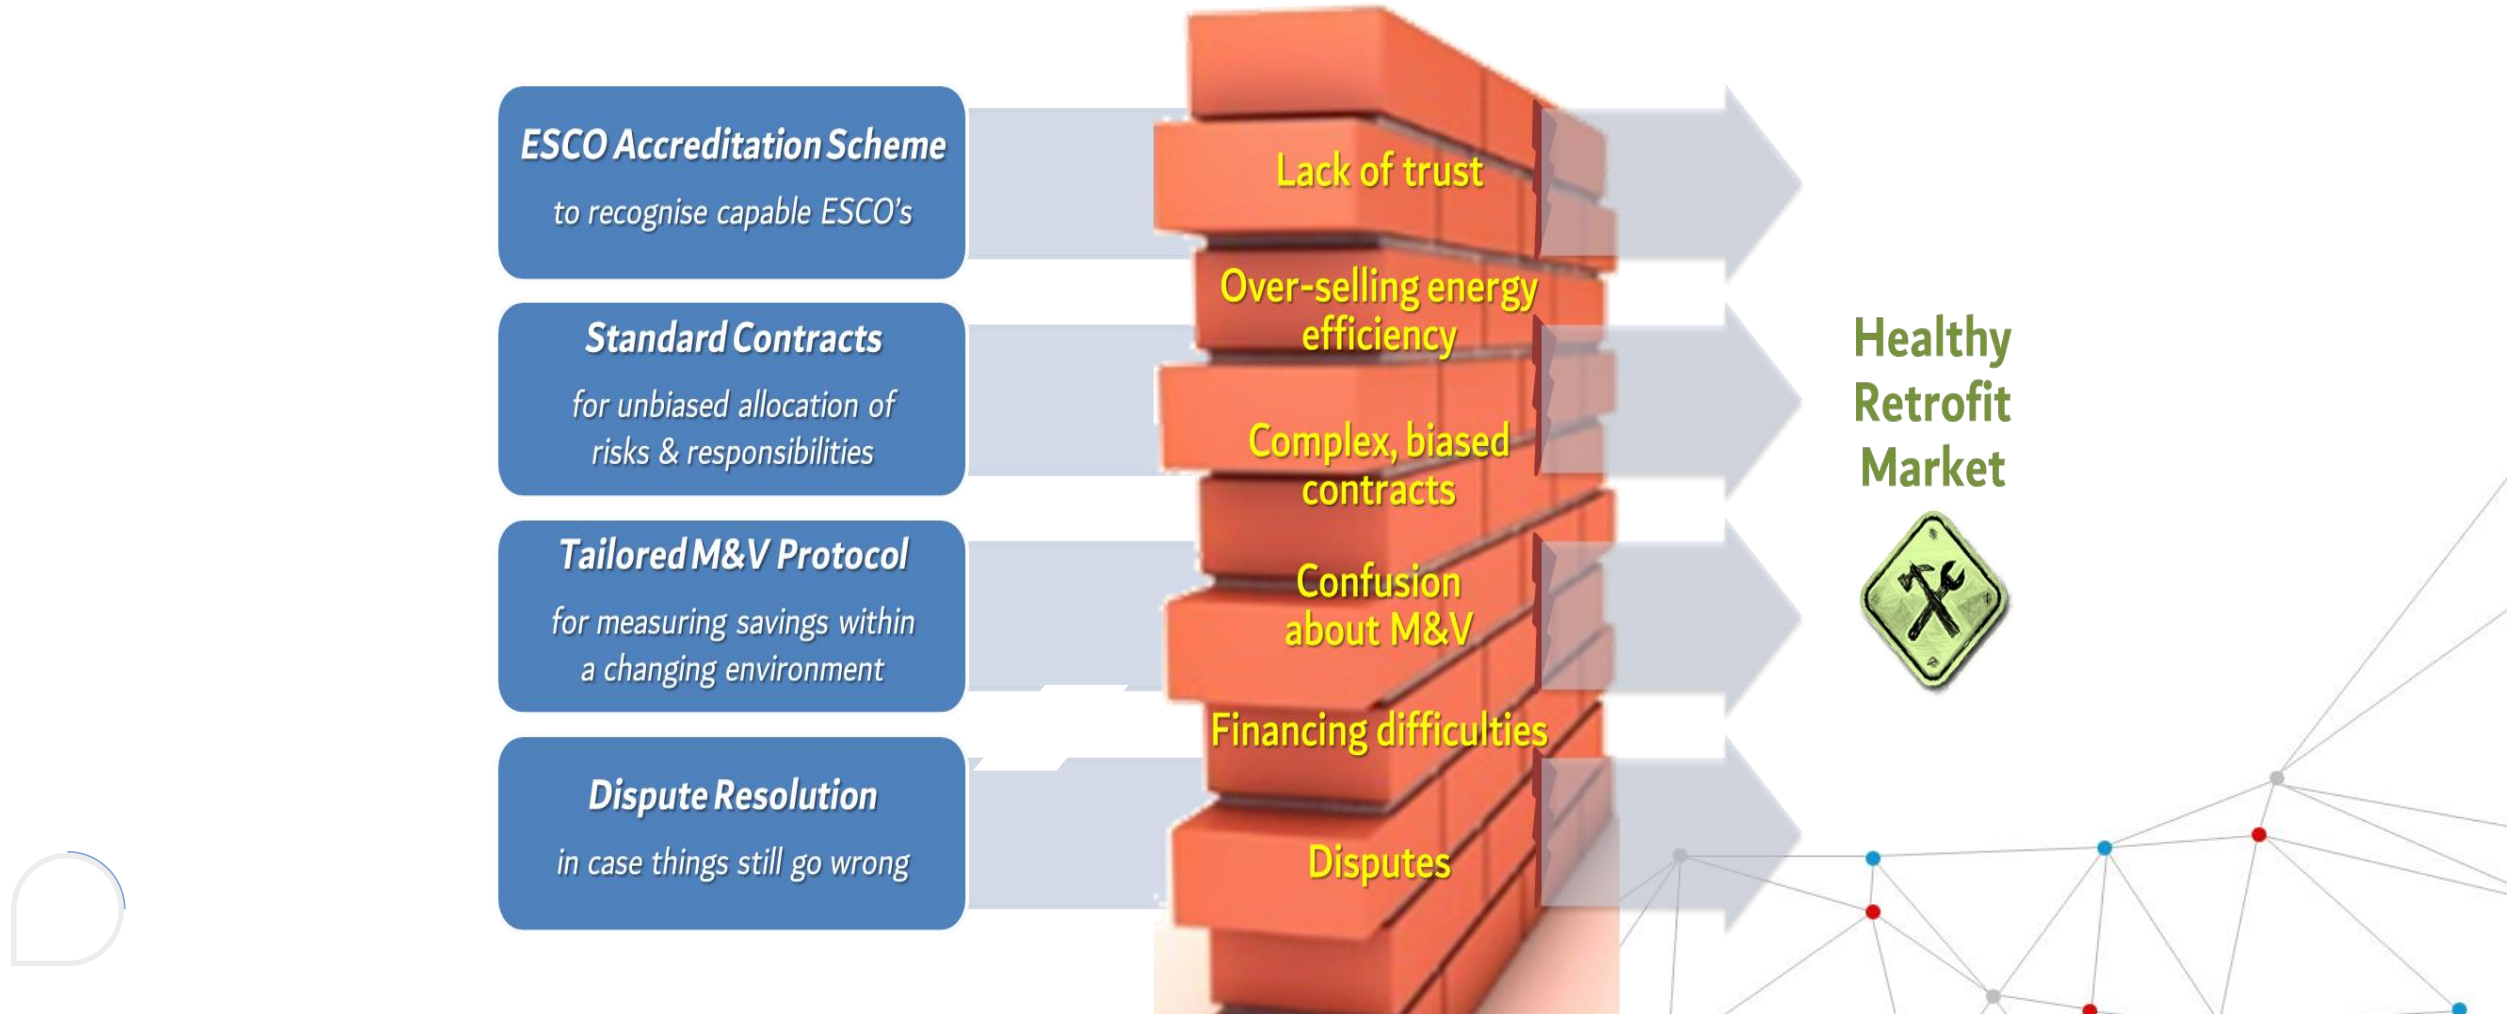 ESCO Accreditation Scheme
to recognise capable ESCO's
Standard Contracts
for unbiased allocation of
risks & responsibilities
Tailored M&V Protocol
for measuring savings within
a changing environment
Dispute Resolution
in case things still go wrong
Lack of trust
Over-selling energy
efficiency
Complex, biased
contracts
Confusion
about M&V
Financing difficulties
Disputes
Healthy
Retrofit
Market